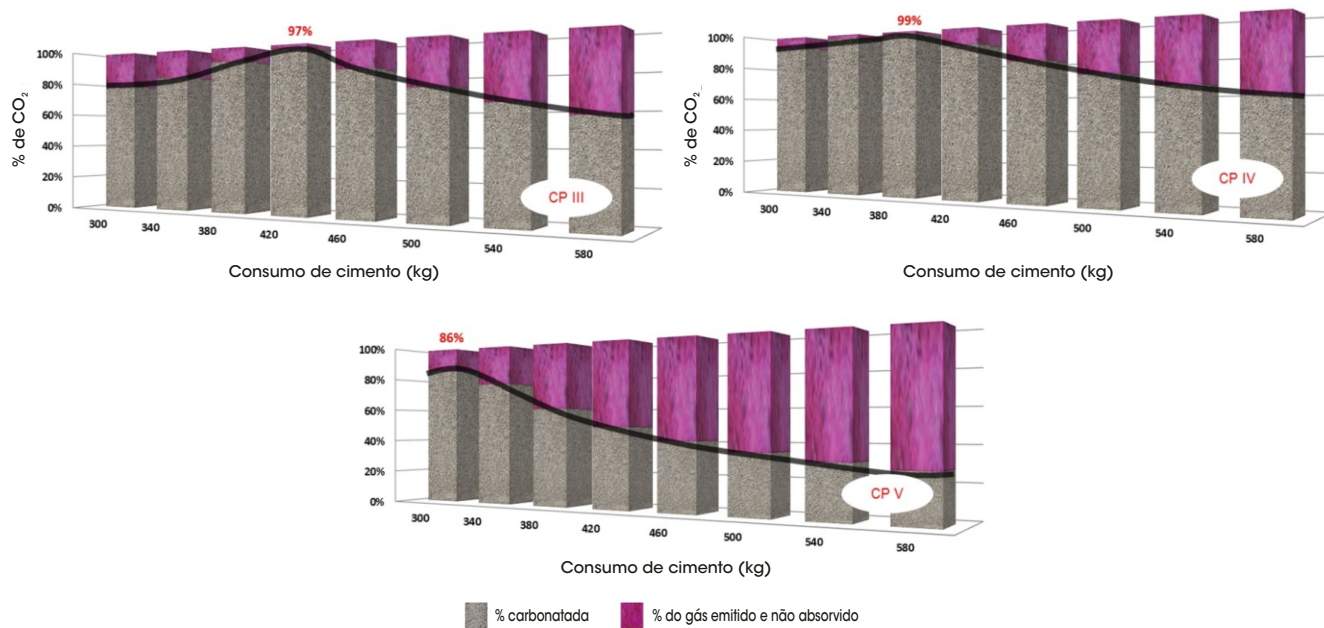 97%
% de CO2
100%
80%
60%
40%
20%
0%
CP III
300 340 380 420 460 500 540 580
Consumo de cimento (kg)
99%
% de CO2
100%
80%
60%
40%
20%
0%
CP IV
300 340 380 420 460 500 540 580
Consumo de cimento (kg)
86%
100%
80%
60%
40%
20%
0%
CP V
300 340 380 420 460 500 540 580
Consumo de cimento (kg)
% carbonatada % do gás emitido e não absorvido